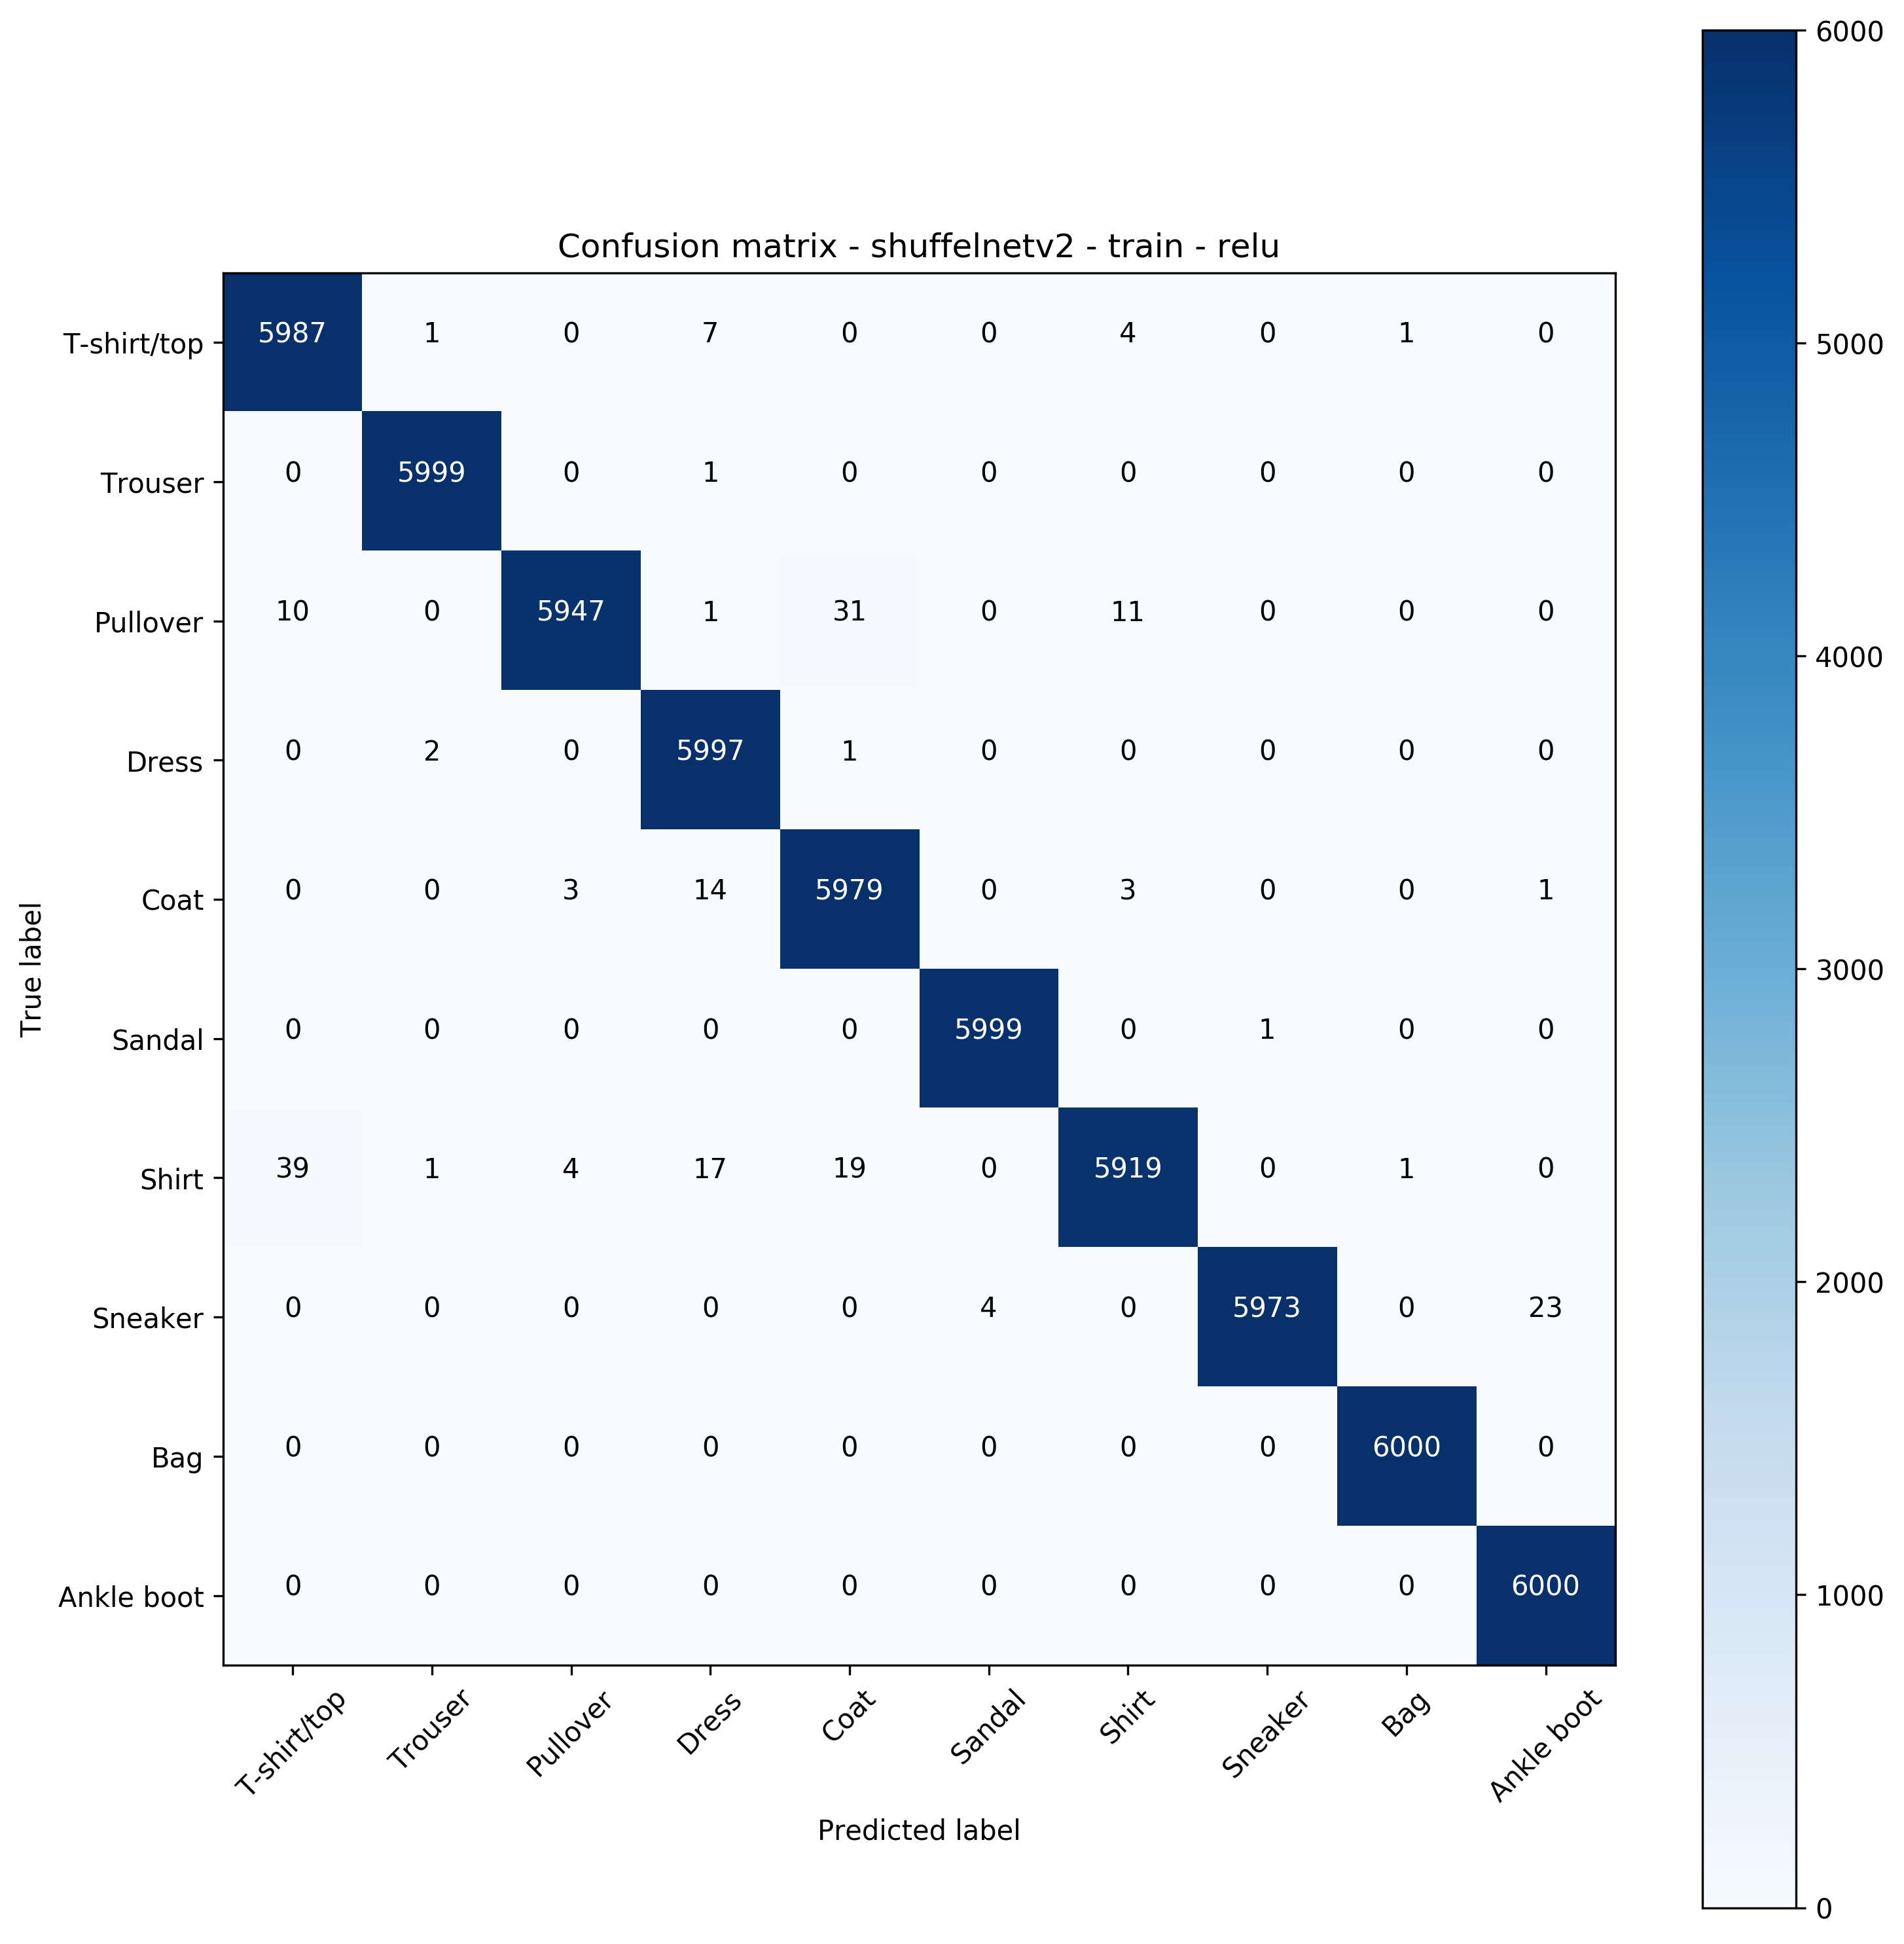 Confusion matrix - shuffelnetv2 - train - relu
T-shirt/top 5987 1 0 7 0 0 4 0 1 0
Trouser 0 5999 0 1 0 0 0 0 0 0
Pullover 10 0 5947 1 31 0 11 0 0 0
Dress 0 2 0 5997 1 0 0 0 0 0
Coat 0 0 3 14 5979 0 3 0 0 1
Sandal 0 0 0 0 0 5999 0 1 0 0
Shirt 39 1 4 17 19 0 5919 0 1 0
Sneaker 0 0 0 0 0 4 0 5973 0 23
Bag 0 0 0 0 0 0 0 0 6000 0
Ankle boot 0 0 0 0 0 0 0 0 0 6000
T-shirt/top Trouser Pullover Dress Coat Sandal Shirt Sneaker Bag Ankle boot
Predicted label
True label
6000
5000
4000
3000
2000
1000
0